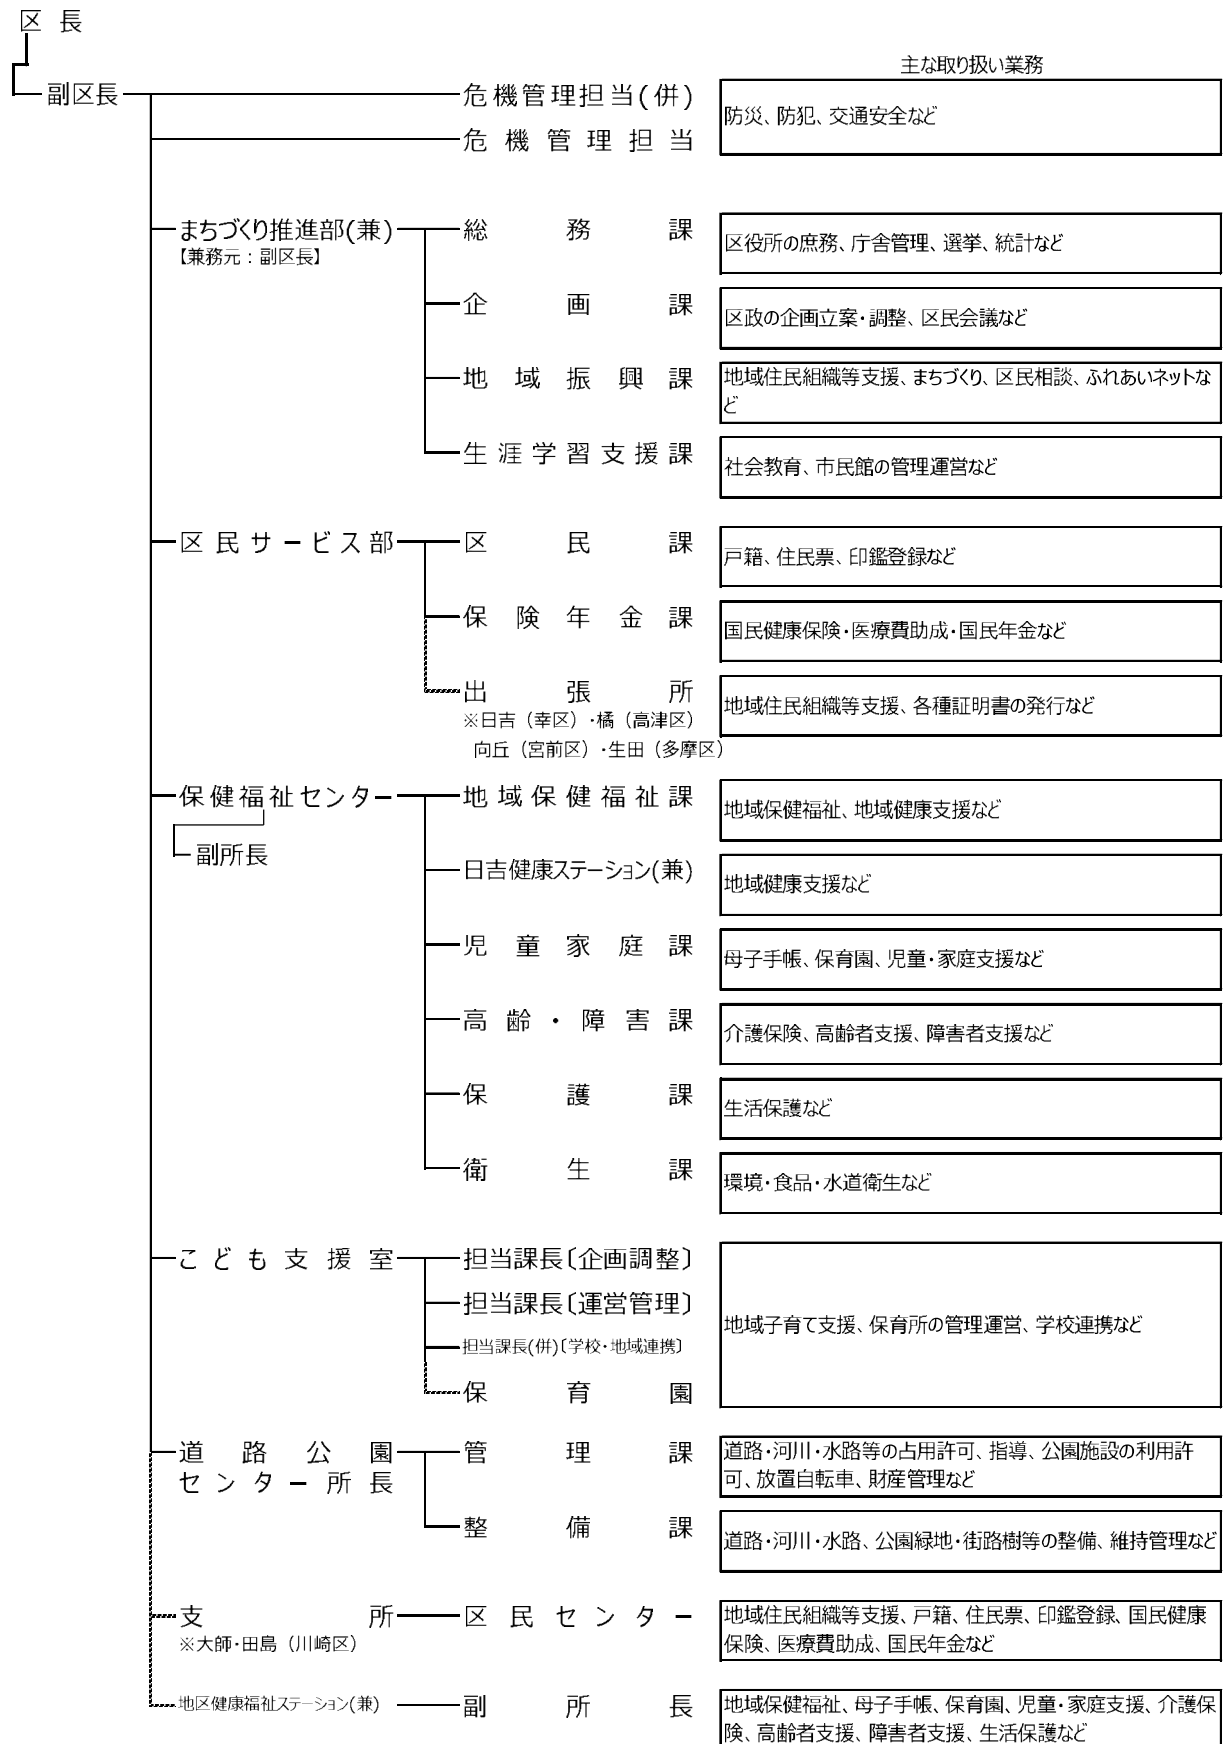 区長
主な取り扱い業務
副区長
危機管理担当(併)
防災、防犯、交通安全など
危機管理担当
まちづくり推進部(兼)
【兼務元：副区長】
総務課
区役所の庶務、庁舎管理、選挙、統計など
企画課
区政の企画立案・調整、区民会議など
地域振興課
地域住民組織等支援、まちづくり、区民相談、ふれあいネットな
ど
生涯学習支援課
社会教育、市民館の管理運営など
区民サービス部
区民課
戸籍、住民票、印鑑登録など
保険年金課
国民健康保険・医療費助成・国民年金など
出張所
※日吉（幸区）・橘（高津区）
向丘（宮前区）・生田（多摩区）
地域住民組織等支援、各種証明書の発行など
保健福祉センター
副所長
地域保健福祉課
地域保健福祉、地域健康支援など
日吉健康ステーション(兼)
地域健康支援など
児童家庭課
母子手帳、保育園、児童・家庭支援など
高齢・障害課
介護保険、高齢者支援、障害者支援など
保護課
生活保護など
衛生課
環境・食品・水道衛生など
こども支援室
担当課長〔企画調整〕
担当課長〔運営管理〕
担当課長(併)〔学校・地域連携〕
保育園
地域子育て支援、保育所の管理運営、学校連携など
道路公園
センター所長
管理課
道路・河川・水路等の占用許可、指導、公園施設の利用許
可、放置自転車、財産管理など
整備課
道路・河川・水路、公園緑地・街路樹等の整備、維持管理など
支所
※大師・田島（川崎区）
区民センター
地域住民組織等支援、戸籍、住民票、印鑑登録、国民健康
保険、医療費助成、国民年金など
地区健康福祉ステーション(兼)
副所長
地域保健福祉、母子手帳、保育園、児童・家庭支援、介護保
険、高齢者支援、障害者支援、生活保護など